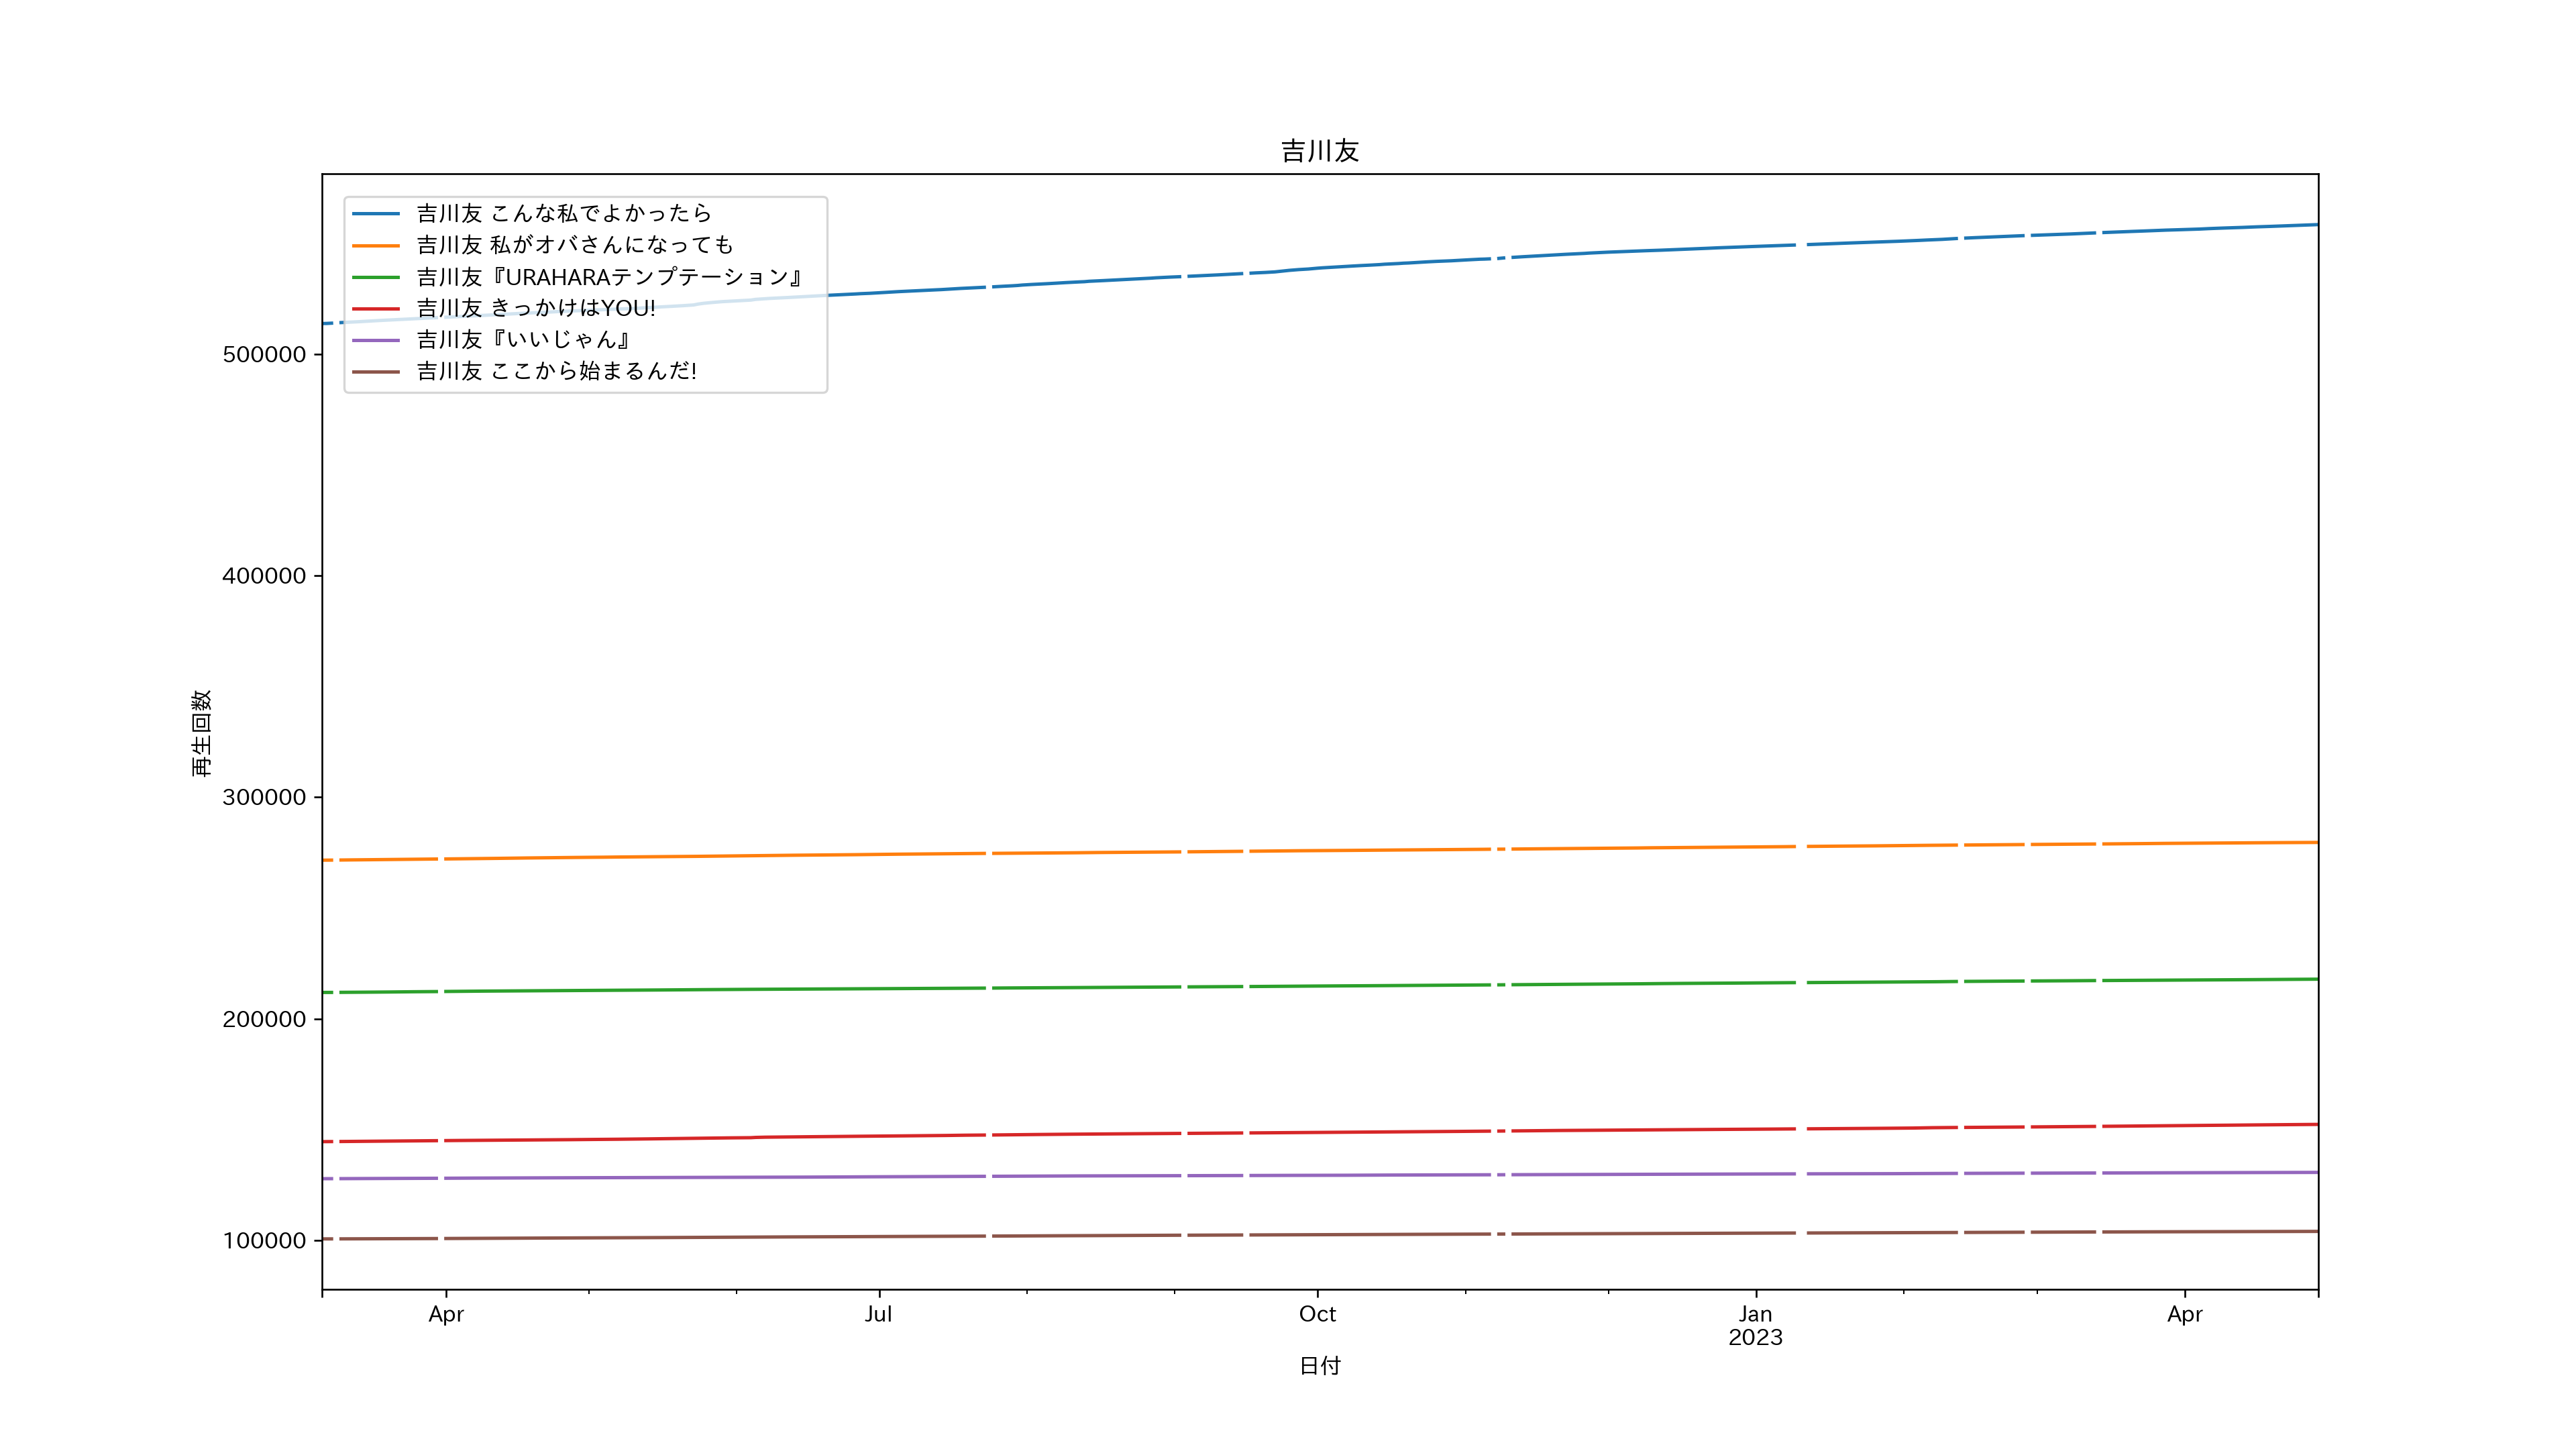 吉川友
吉川友 こんな私でよかったら
吉川友 私がオバさんになっても
吉川友『URAHARAテンプテーション』
吉川友 きっかけはYOU!
吉川友『いいじゃん』
吉川友 ここから始まるんだ!
500000
400000
300000
200000
100000
再生回数
Apr
Jul
Oct
Jan
2023
Apr
日付